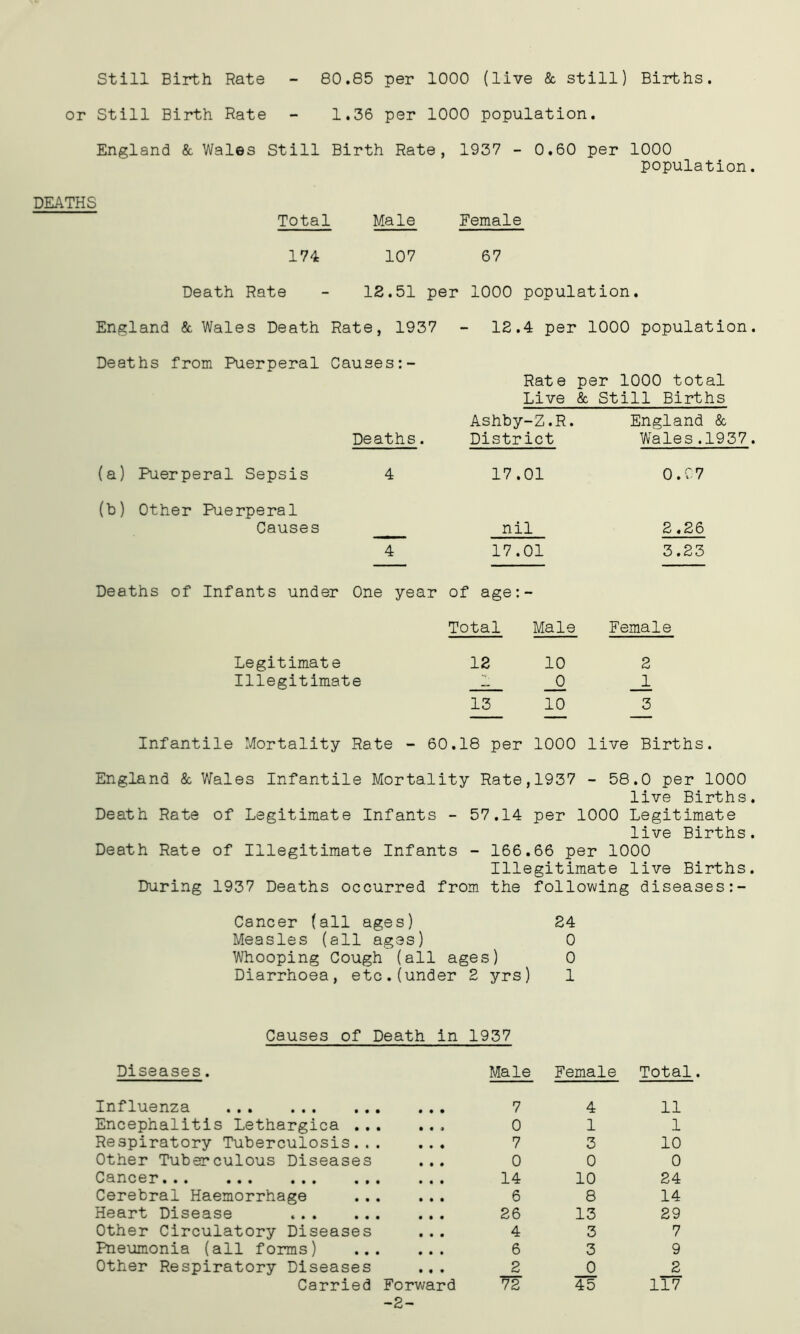 Still Birth Rate - 80.85 per 1000 (live & still) Births.
or Still Birth Rate - 1.36 per 1000 population.
England & Wales Still Birth Rate, 1937 - 0.60 per 1000
population.
DEATHS
Total Male Female
174 107 67
Death Rate - 12.51 per 1000 population.
England & Wales Death Rate, 1937 - 12.4 per 1000 population.
Deaths from Puerperal Causes:-
Rate per 1000 total
Live & Still Births
Ashby-Z.R. England &
Deaths. District Wales.1937.
(a) Puerperal Sepsis 4 17.01 0.97
(b) Other Puerperal
Causes nil 2.26
4 17.01 3.23
Deaths of Infants under One year of age:-
Total Male Female
Legitimate 12 10 2
Illegitimate 1 0 1
13 10 3
Infantile Mortality Rate - 60.18 per 1000 live Births.
England & Wales Infantile Mortality Rate,1937 - 58.0 per 1000
live Births.
Death Rate of Legitimate Infants - 57.14 per 1000 Legitimate
live Births.
Death Rate of Illegitimate Infants - 166.66 per 1000
Illegitimate live Births.
During 1937 Deaths occurred from the following diseases:-
Cancer (all ages) 24
Measles (all ages) 0
Whooping Cough (all ages) 0
Diarrhoea, etc.(under 2 yrs) 1
Causes of Death in 1937
Diseases. Male Female Total.
Influenza ... ... ... ... 7 4 11
Encephalitis Lethargica ... ... 0 1 1
Respiratory Tuberculosis... ... 7 3 10
Other Tuberculous Diseases ... 0 0 0
Cancer... ... ... ... ... 14 10 24
Cerebral Haemorrhage ... ... 6 8 14
Heart Disease ... ... ... 26 13 29
Other Circulatory Diseases ... 4 3 7
Pneumonia (all forms) ... ... 6 3 9
Other Respiratory Diseases ... 2 0 2
Carried Forward 72 45 117
-2-